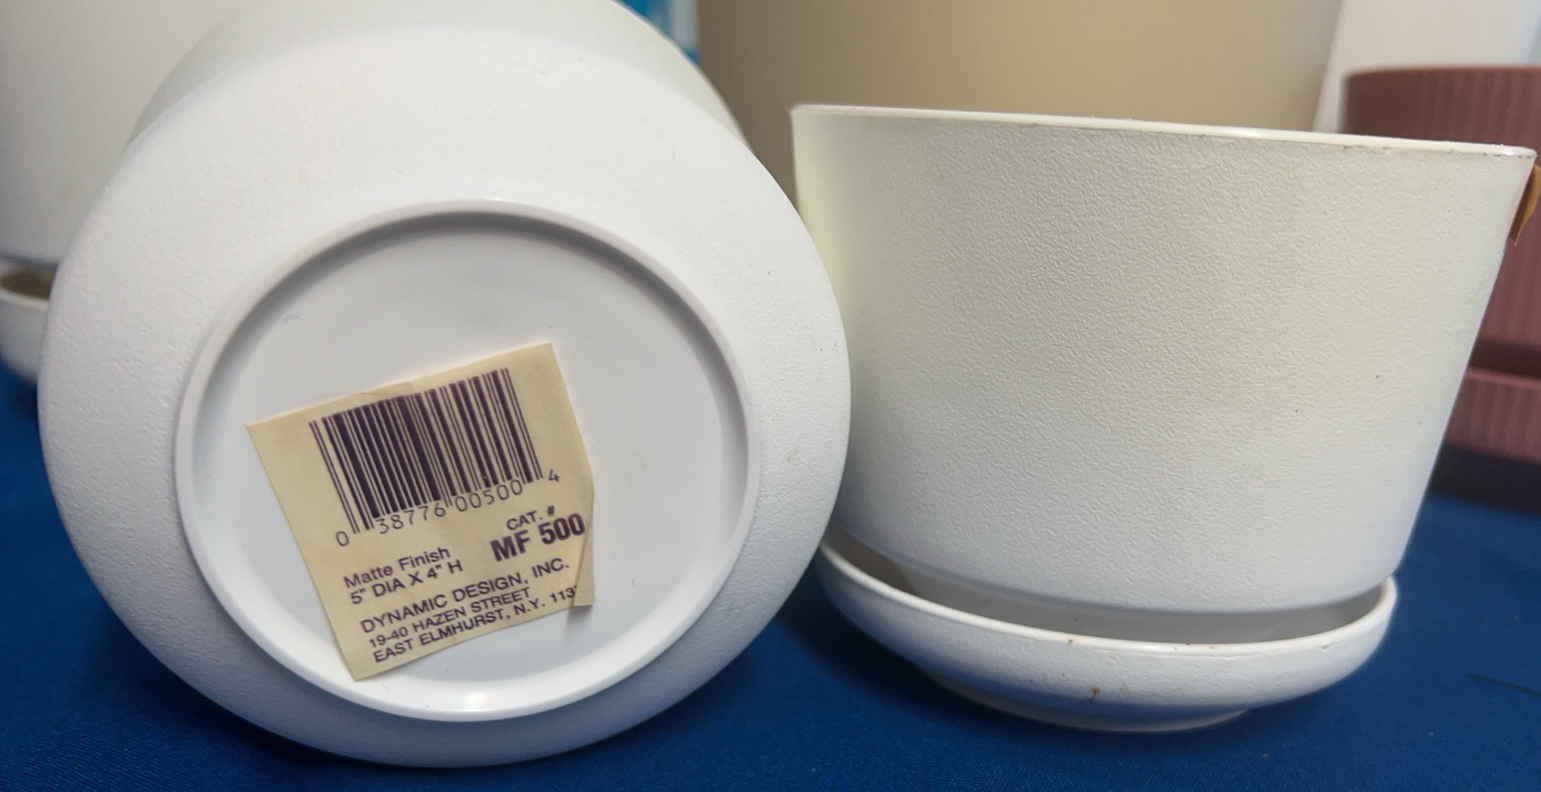 0 38776 00500 4
CAT. #
MF 500
Matte Finish
5" DIA X 4" H
DYNAMIC DESIGN, INC.
19-40 HAZEN STREET
EAST ELMHURST, N.Y.